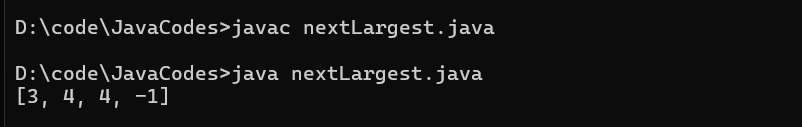 D:\code\JavaCodes>javac nextLargest.java
D:\code\JavaCodes>java nextLargest.java
[3, 4, 4, -1]